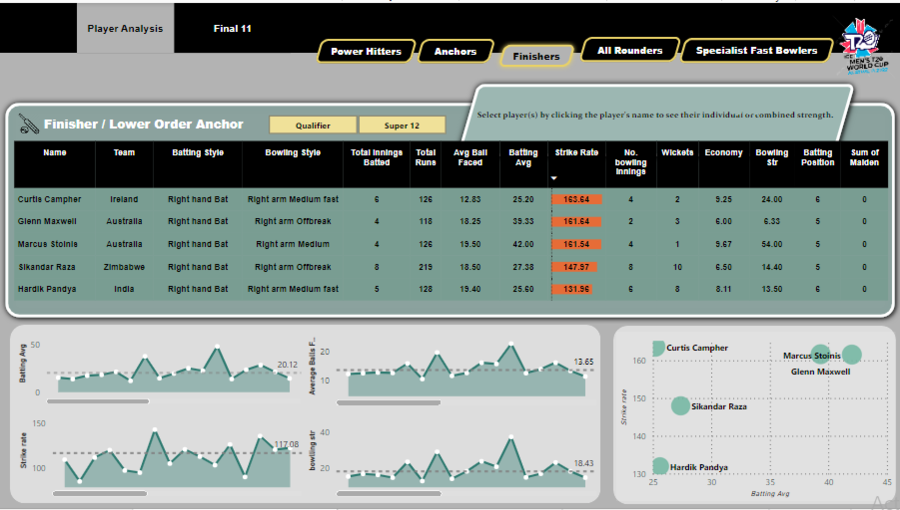 Player Analysis
Final 11
Power Hitters
Anchors
Finishers
All Rounders
Specialist Fast Bowlers
MEN'S T20
WORLD CUP
Finisher / Lower Order Anchor
Qualifier
Super 12
Select player(s) by clicking the player's name to see their individual or combined strength.
Name Team Batting Style Bowling Style Total Innings Batted Total Runs Avg Ball Faced Batting Avg Strike Rate No. bowling innings Wickets Economy Bowling Str Batting Position Sum of Maiden
Curtis Campher Ireland Right hand Bat Right arm Medium fast 6 126 12.83 25.20 163.64 4 2 9.25 24.00 6 0
Glenn Maxwell Australia Right hand Bat Right arm Offbreak 4 118 18.25 39.33 161.64 2 3 6.00 6.33 5 0
Marcus Stoinis Australia Right hand Bat Right arm Medium 4 126 19.50 42.00 161.54 4 1 9.67 54.00 5 0
Sikandar Raza Zimbabwe Right hand Bat Right arm Offbreak 8 219 18.50 27.38 147.97 8 10 6.50 14.40 5 0
Hardik Pandya India Right hand Bat Right arm Medium fast 5 128 19.40 25.60 131.96 6 8 8.11 13.50 6 0
Batting Avg
50
0
20.12
Average Balls F...
20
10
13.65
Strike rate
150
100
117.08
bowling str
40
20
18.43
Strike rate
160
150
140
130
Curtis Campher
Marcus Stoinis
Glenn Maxwell
Sikandar Raza
Hardik Pandya
25 30 35 40 45
Batting Avg